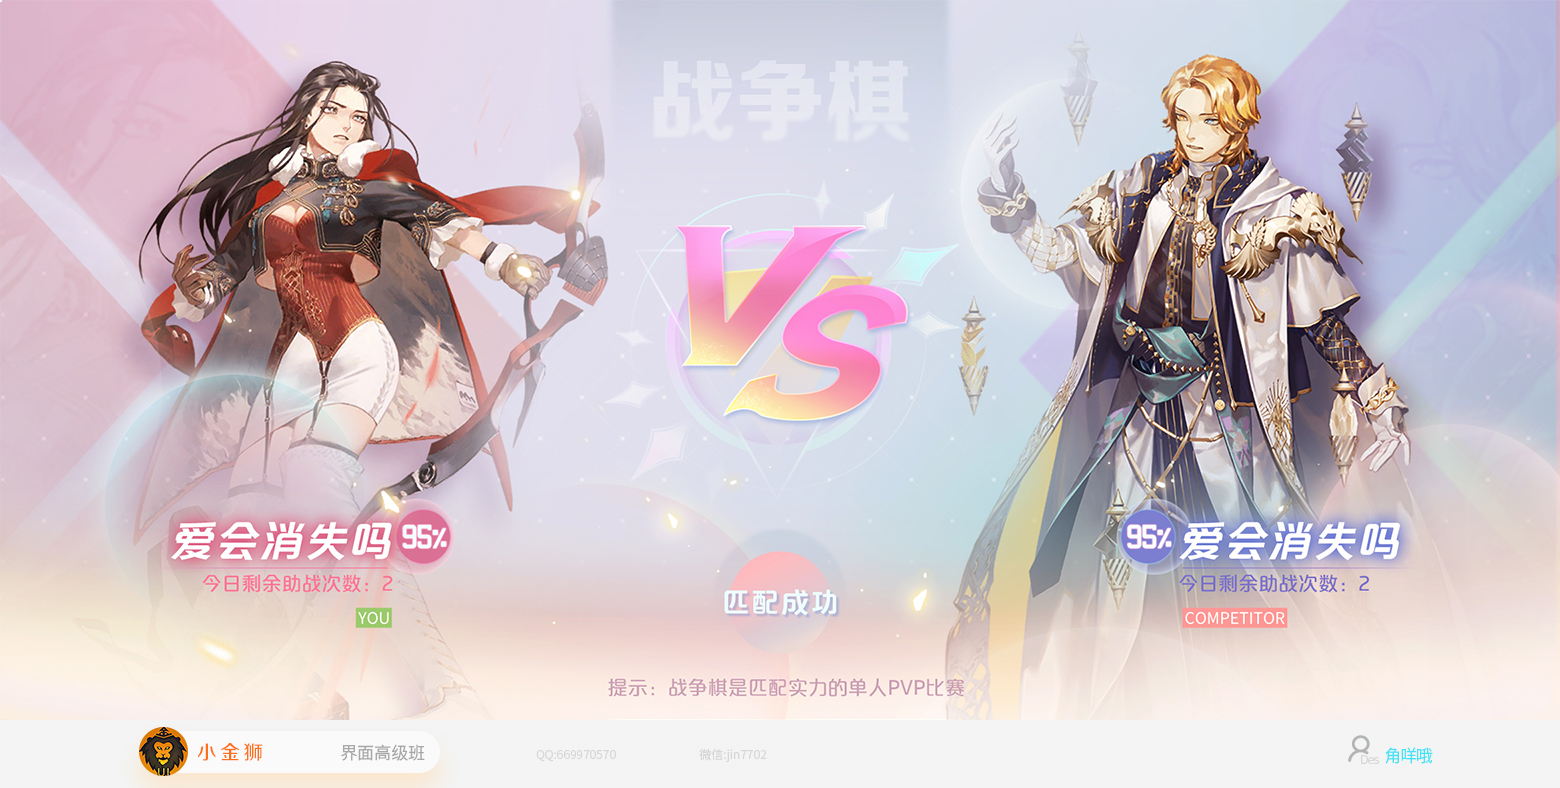 战争棋
VS
爱会消失吗 95%
今日剩余助战次数：2
YOU
95% 爱会消失吗
今日剩余助战次数：2
COMPETITOR
匹配成功
提示：战争棋是匹配实力的单人PVP比赛
UI
小金狮
界面高级班
QQ:669970570
微信:jin7702
Des 角咩哦